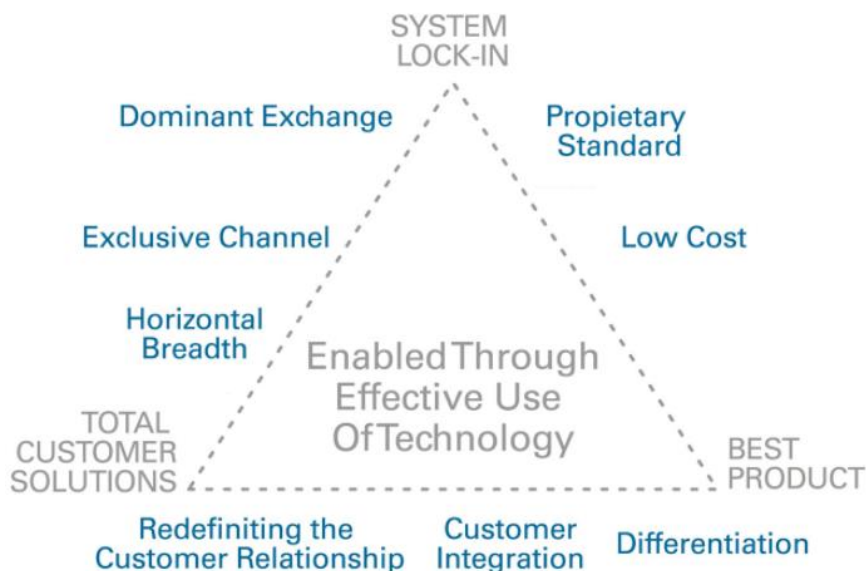 SYSTEM
LOCK-IN
Dominant Exchange
Propietary
Standard
Exclusive Channel
Low Cost
Horizontal
Breadth
Enabled Through
Effective Use
Of Technology
TOTAL
CUSTOMER
SOLUTIONS
BEST
PRODUCT
Redefiniting the
Customer Relationship
Customer
Integration
Differentiation